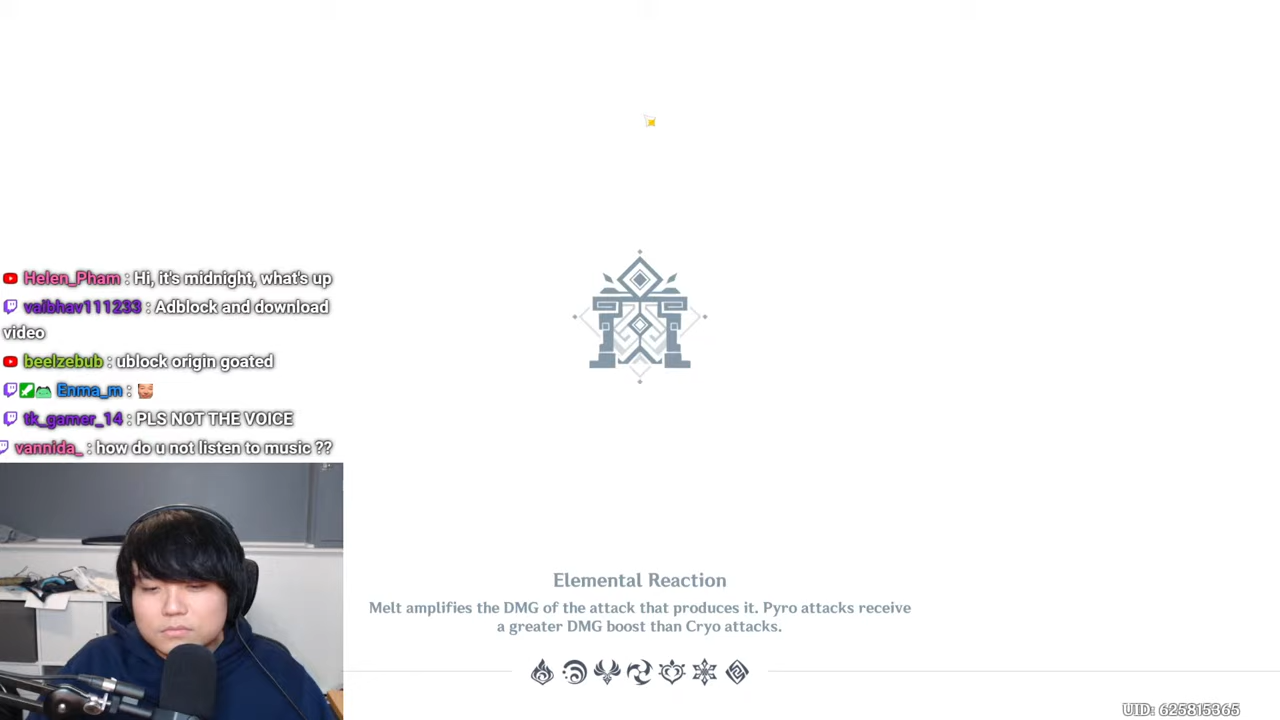 Helen_Pham : Hi, it's midnight, what's up
vaibhav111233 : Adblock and download
video
beelzebub : ublock origin goated
Enma_m :
tk_gamer_14 : PLS NOT THE VOICE
vannida_ : how do u not listen to music ??
Elemental Reaction
Melt amplifies the DMG of the attack that produces it. Pyro attacks receive
a greater DMG boost than Cryo attacks.
UID: 625815365